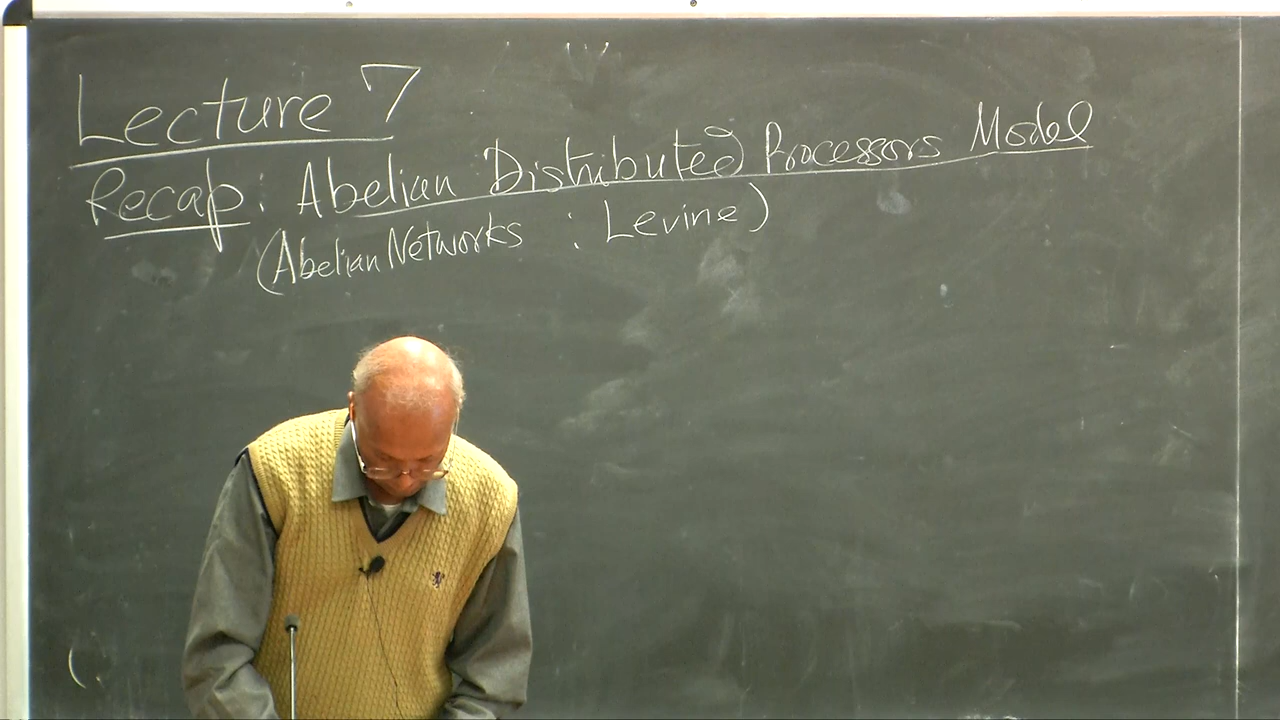 Lecture 7
Recap: Abelian Distributed Processors Model
(Abelian Networks : Levine)
(